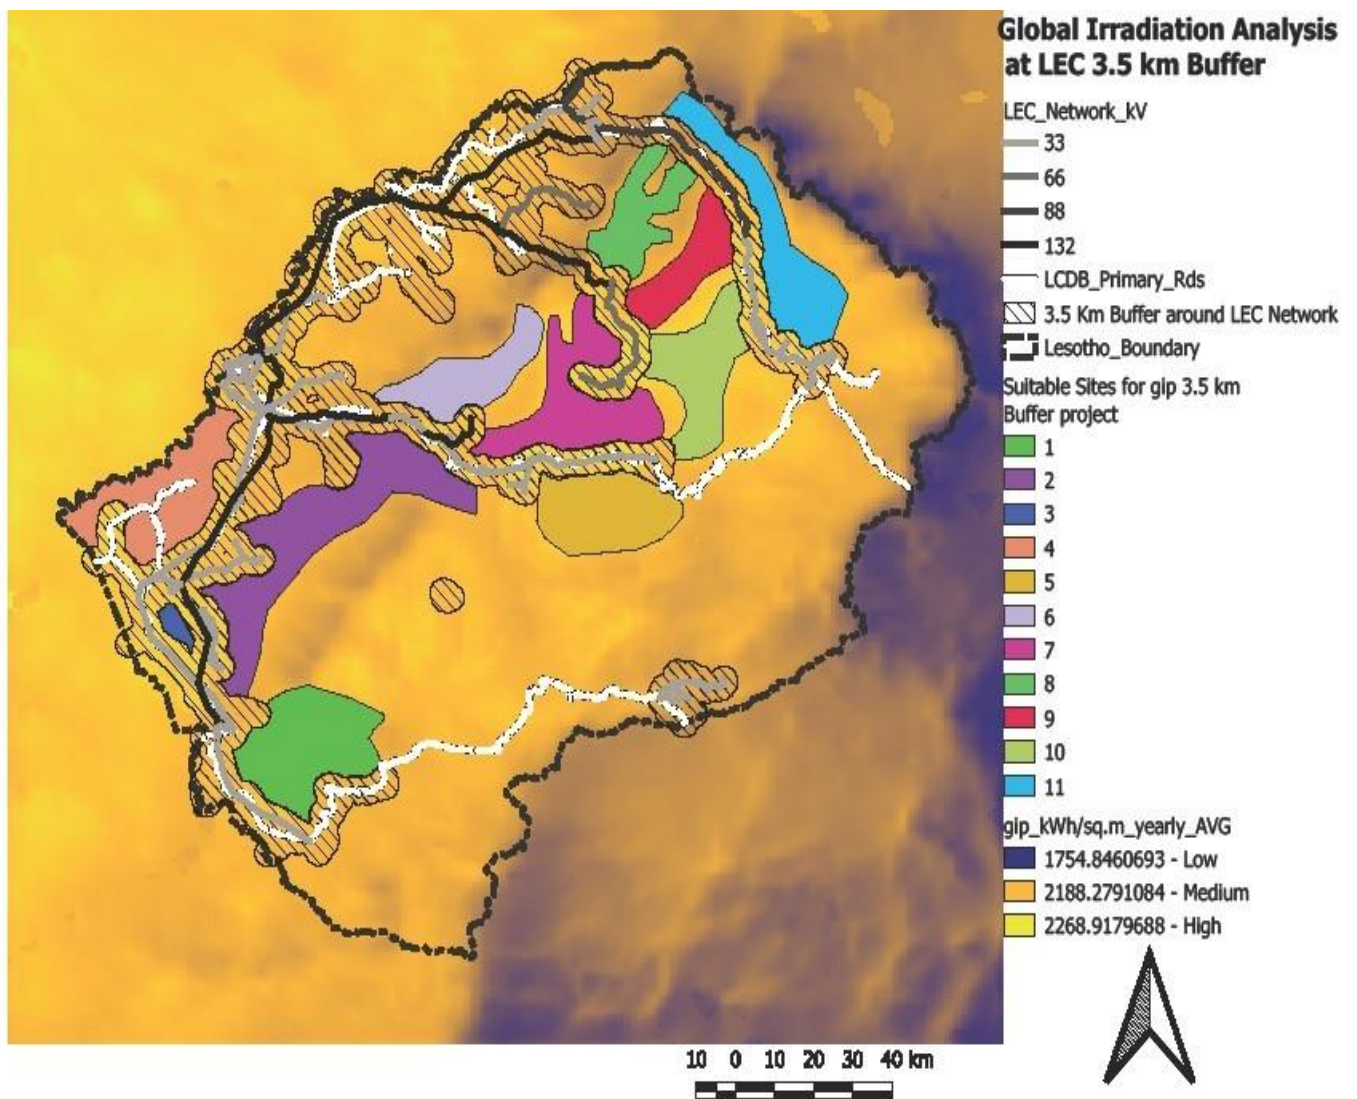 Global Irradiation Analysis
at LEC 3.5 km Buffer
LEC_Network_kV
33
66
88
132
LCDB_Primary_Rds
3.5 Km Buffer around LEC Network
Lesotho_Boundary
Suitable Sites for gip 3.5 km
Buffer project
1
2
3
4
5
6
7
8
9
10
11
gip_kWh/sq.m_yearly_AVG
1754.8460693 - Low
2188.2791084 - Medium
2268.9179688 - High
10 0 10 20 30 40 km